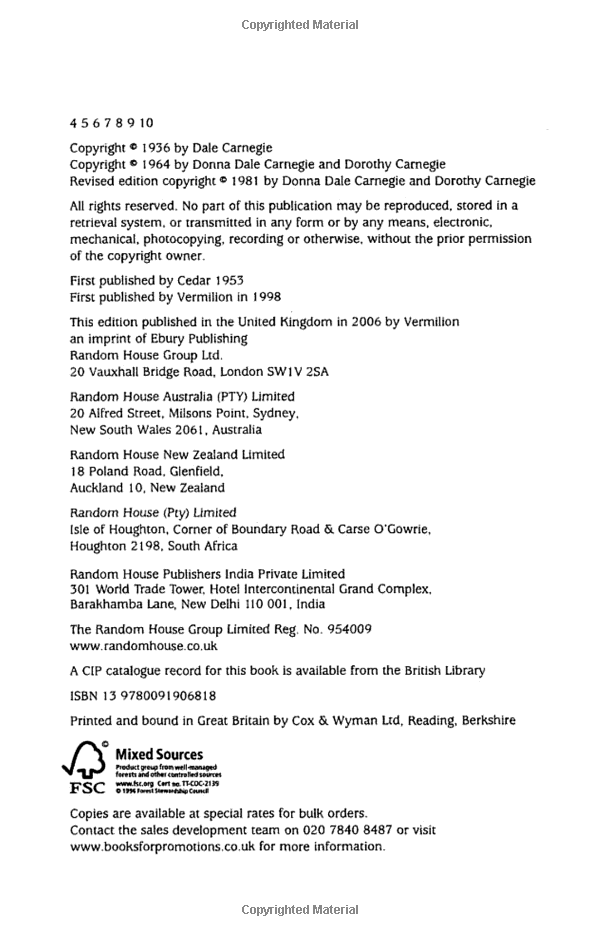 Copyrighted Material
4 5 6 7 8 9 10
Copyright © 1936 by Dale Carnegie
Copyright © 1964 by Donna Dale Carnegie and Dorothy Carnegie
Revised edition copyright © 1981 by Donna Dale Carnegie and Dorothy Carnegie
All rights reserved. No part of this publication may be reproduced, stored in a
retrieval system, or transmitted in any form or by any means, electronic,
mechanical, photocopying, recording or otherwise, without the prior permission
of the copyright owner.
First published by Cedar 1953
First published by Vermilion in 1998
This edition published in the United Kingdom in 2006 by Vermilion
an imprint of Ebury Publishing
Random House Group Ltd.
20 Vauxhall Bridge Road, London SW1V 2SA
Random House Australia (PTY) Limited
20 Alfred Street, Milsons Point, Sydney,
New South Wales 2061, Australia
Random House New Zealand Limited
18 Poland Road, Glenfield,
Auckland 10, New Zealand
Random House (Pty) Limited
Isle of Houghton, Corner of Boundary Road & Carse O'Gowrie,
Houghton 2198, South Africa
Random House Publishers India Private Limited
301 World Trade Tower, Hotel Intercontinental Grand Complex,
Barakhamba Lane, New Delhi 110 001, India
The Random House Group Limited Reg. No. 954009
www.randomhouse.co.uk
A CIP catalogue record for this book is available from the British Library
ISBN 13 9780091906818
Printed and bound in Great Britain by Cox & Wyman Ltd, Reading, Berkshire
©
FSC
Mixed Sources
Product group from well-managed
forests and other controlled sources
www.fsc.org Cert no. TT-COC-2139
© 1996 Forest Stewardship Council
Copies are available at special rates for bulk orders.
Contact the sales development team on 020 7840 8487 or visit
www.booksforpromotions.co.uk for more information.
Copyrighted Material